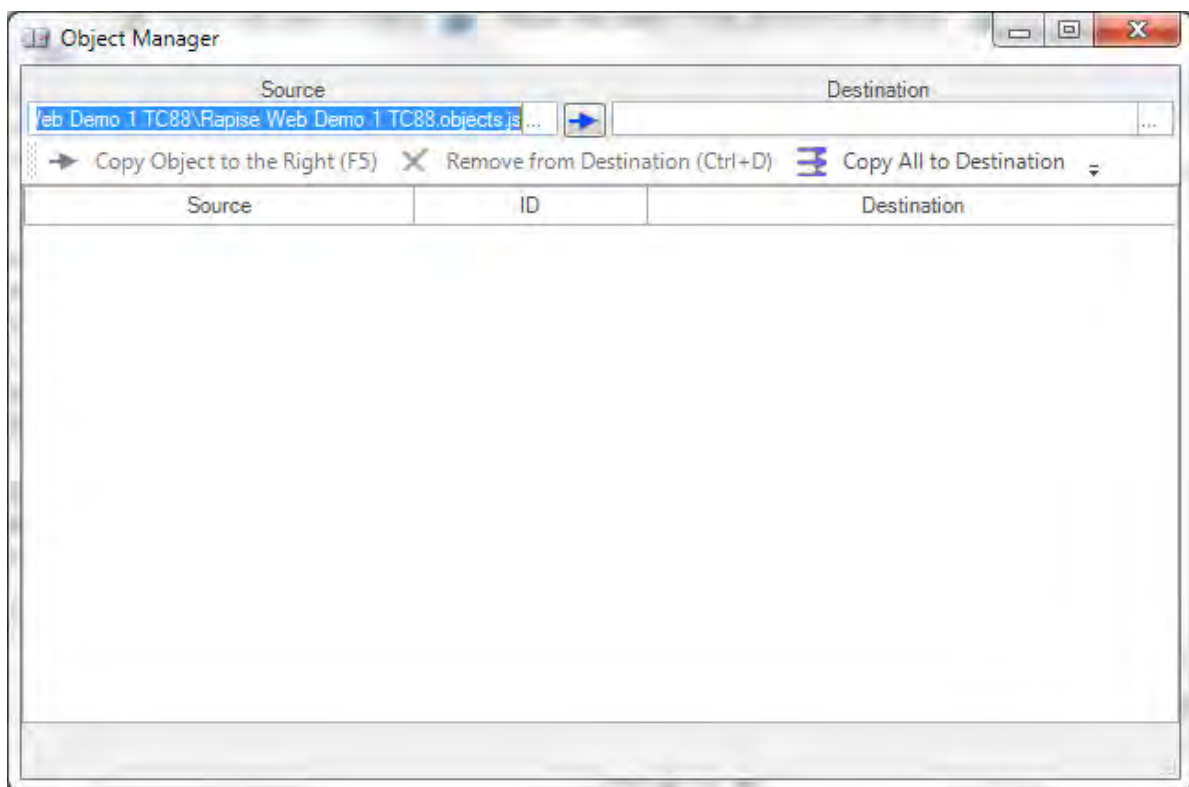 Object Manager
Source Destination
/eb Demo 1 TC88\Rapise Web Demo 1 TC88.objects.js ... ...
Copy Object to the Right (F5) Remove from Destination (Ctrl+D) Copy All to Destination
Source ID Destination